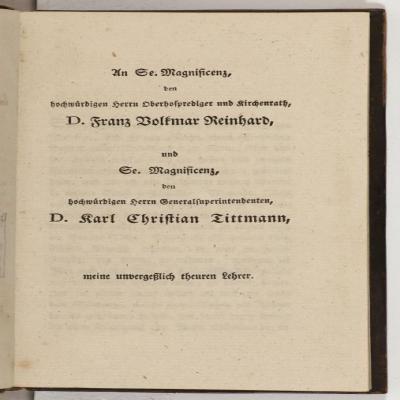 An Se. Magnificenz,
den
hochwürdigen Herrn Oberhofprediger und Kirchenrath,
D. Franz Volkmar Reinhard,
und
Se. Magnificenz,
den
hochwürdigen Herrn Generalsuperintendenten,
D. Karl Christian Tittmann,
meine unvergeßlich theuren Lehrer.